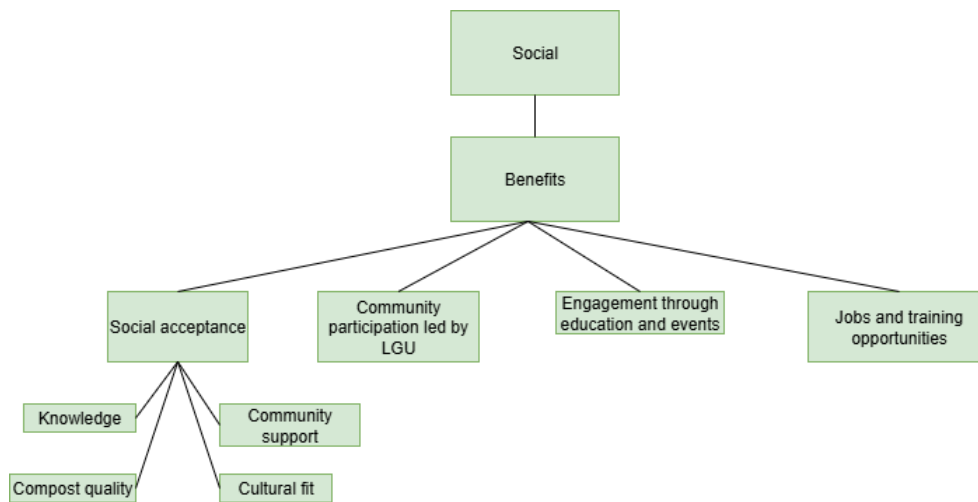 Social
Benefits
Social acceptance
Community
participation led by
LGU
Engagement through
education and events
Jobs and training
opportunities
Knowledge
Community
support
Compost quality
Cultural fit